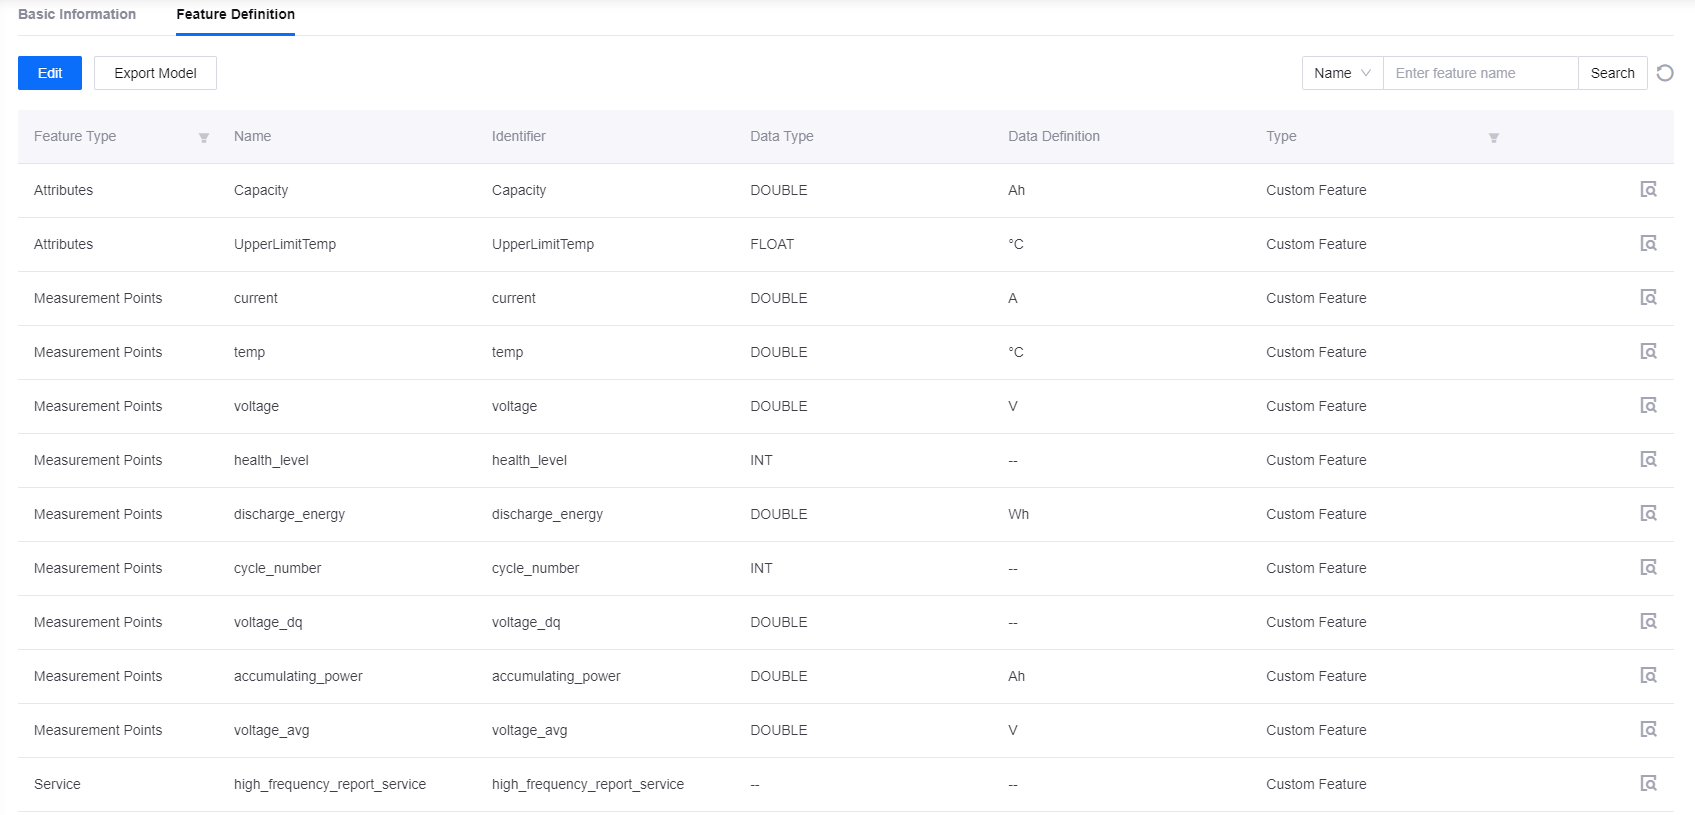 Basic Information Feature Definition
Edit Export Model Name Enter feature name Search
Feature Type Name Identifier Data Type Data Definition Type
Attributes Capacity Capacity DOUBLE Ah Custom Feature
Attributes UpperLimitTemp UpperLimitTemp FLOAT °C Custom Feature
Measurement Points current current DOUBLE A Custom Feature
Measurement Points temp temp DOUBLE °C Custom Feature
Measurement Points voltage voltage DOUBLE V Custom Feature
Measurement Points health_level health_level INT -- Custom Feature
Measurement Points discharge_energy discharge_energy DOUBLE Wh Custom Feature
Measurement Points cycle_number cycle_number INT -- Custom Feature
Measurement Points voltage_dq voltage_dq DOUBLE -- Custom Feature
Measurement Points accumulating_power accumulating_power DOUBLE Ah Custom Feature
Measurement Points voltage_avg voltage_avg DOUBLE V Custom Feature
Service high_frequency_report_service high_frequency_report_service -- -- Custom Feature